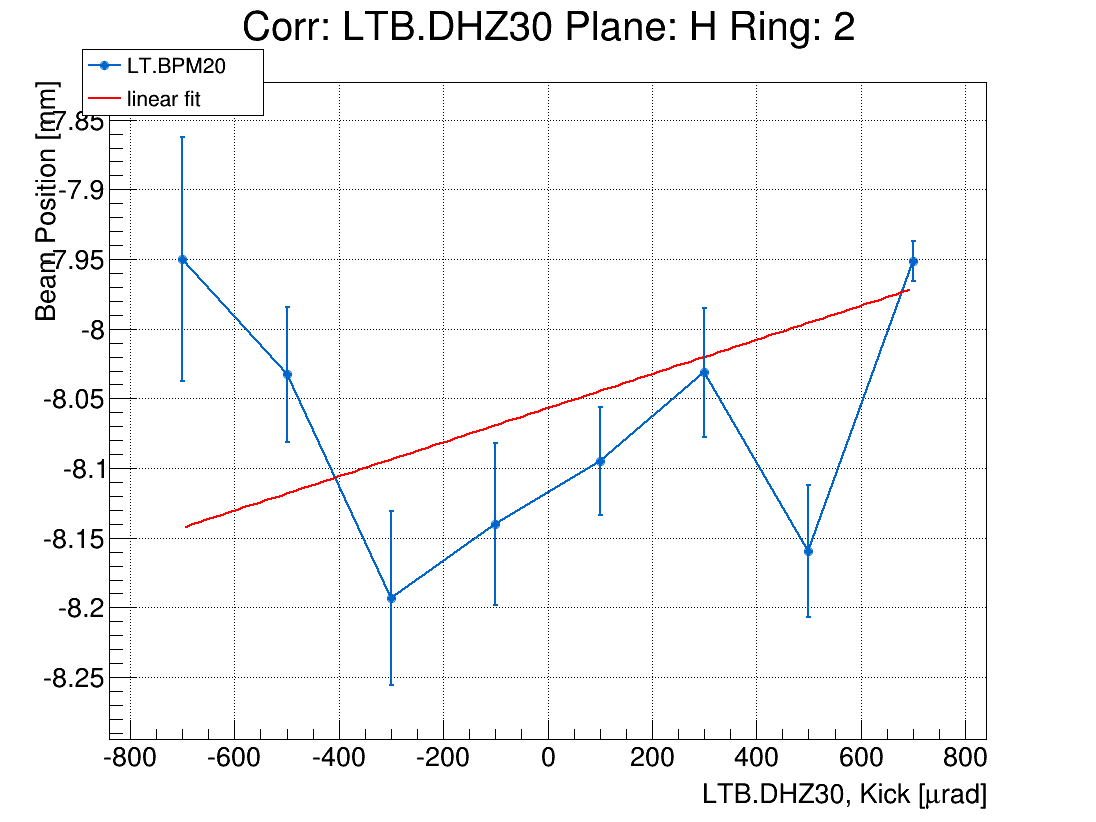 Corr: LTB.DHZ30 Plane: H Ring: 2
LT.BPM20
linear fit
Beam Position [mm]
-7.85
-7.9
-7.95
-8
-8.05
-8.1
-8.15
-8.2
-8.25
-800 -600 -400 -200 0 200 400 600 800
LTB.DHZ30, Kick [μrad]